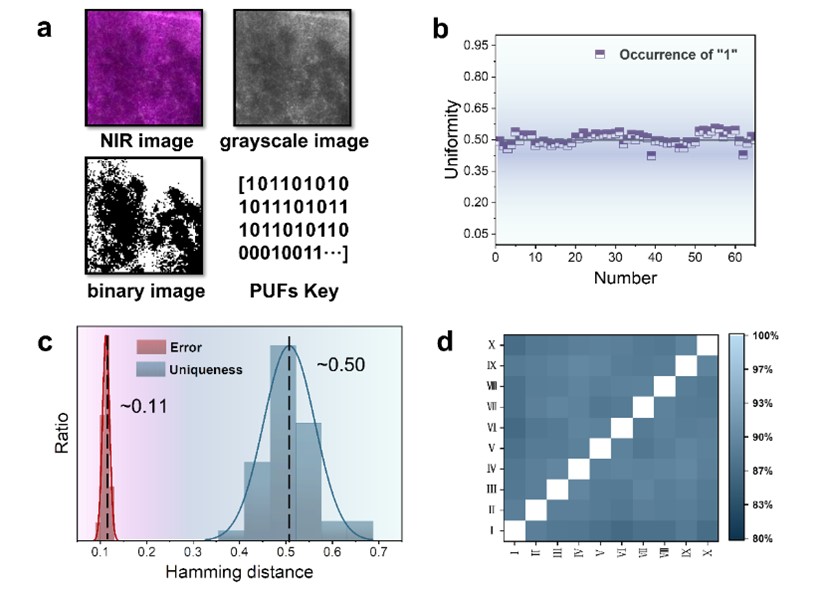 a
NIR image
grayscale image
binary image
[101101010
1011101011
1011010110
00010011···]
PUFs Key
b
Occurrence of "1"
0.95
0.80
0.65
0.50
0.35
0.20
0.05
Uniformity
0 10 20 30 40 50 60
Number
c
Error
Uniqueness
~0.11
~0.50
Ratio
0.1 0.2 0.3 0.4 0.5 0.6 0.7
Hamming distance
d
X
IX
VIII
VII
VI
V
IV
III
II
I
I II III IV V VI VII VIII IX X
100%
97%
93%
90%
87%
83%
80%